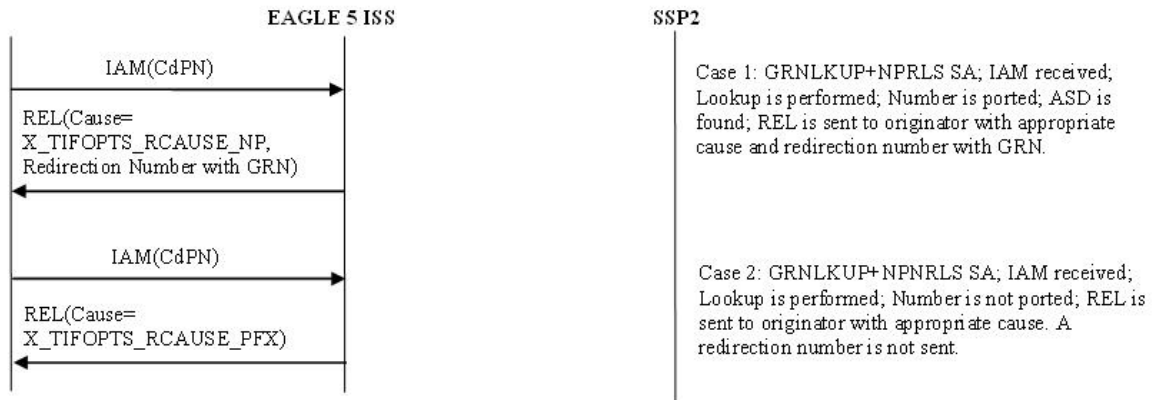 EAGLE 5 ISS
SSP2
IAM(CdPN)
REL(Cause=
X_TIFOPTS_RCAUSE_NP,
Redirection Number with GRN)
Case 1: GRNLKUP+NPRLS SA; IAM received;
Lookup is performed; Number is ported; ASD is
found; REL is sent to originator with appropriate
cause and redirection number with GRN.
IAM(CdPN)
REL(Cause=
X_TIFOPTS_RCAUSE_PFX)
Case 2: GRNLKUP+NPNRLS SA; IAM received;
Lookup is performed; Number is not ported; REL is
sent to originator with appropriate cause. A
redirection number is not sent.